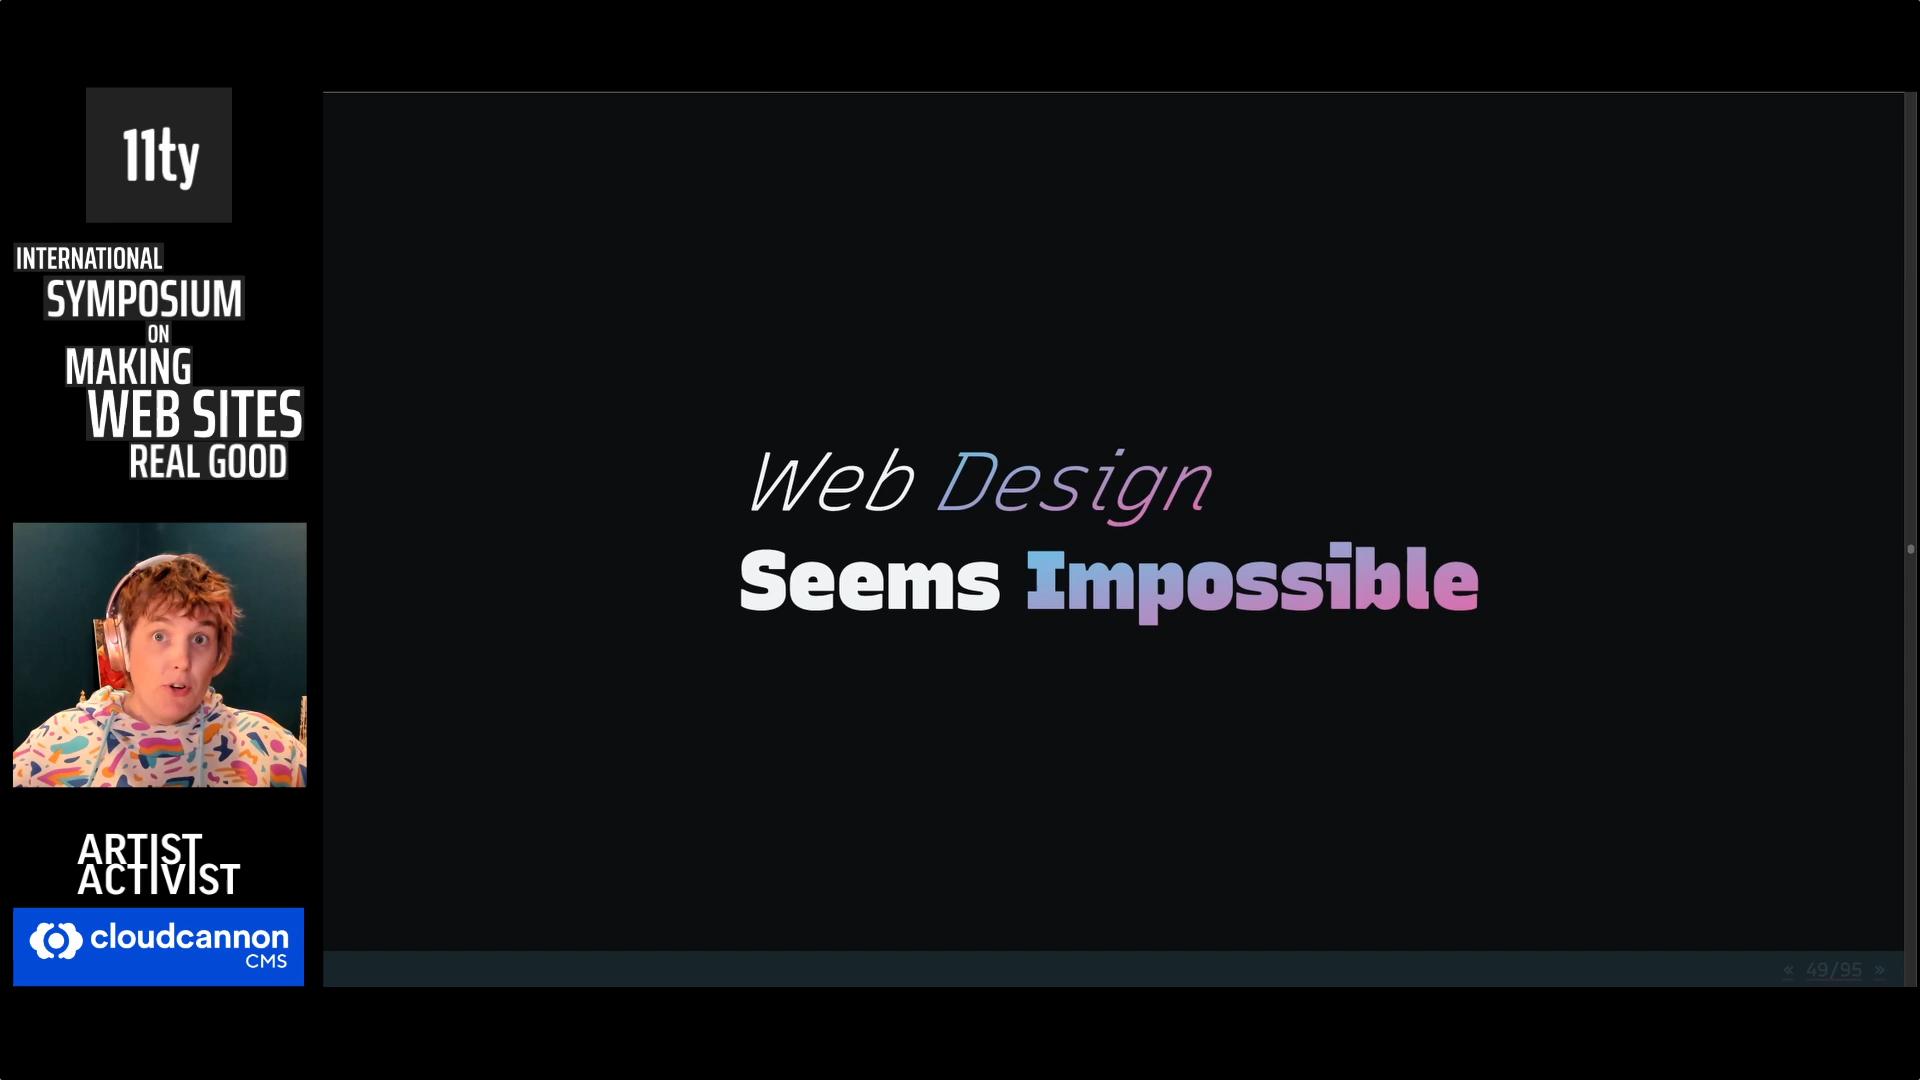 11ty
INTERNATIONAL
SYMPOSIUM
ON
MAKING
WEB SITES
REAL GOOD
Web Design
Seems Impossible
ARTIST
ACTIVIST
cloudcannon
CMS
« 49/95 »